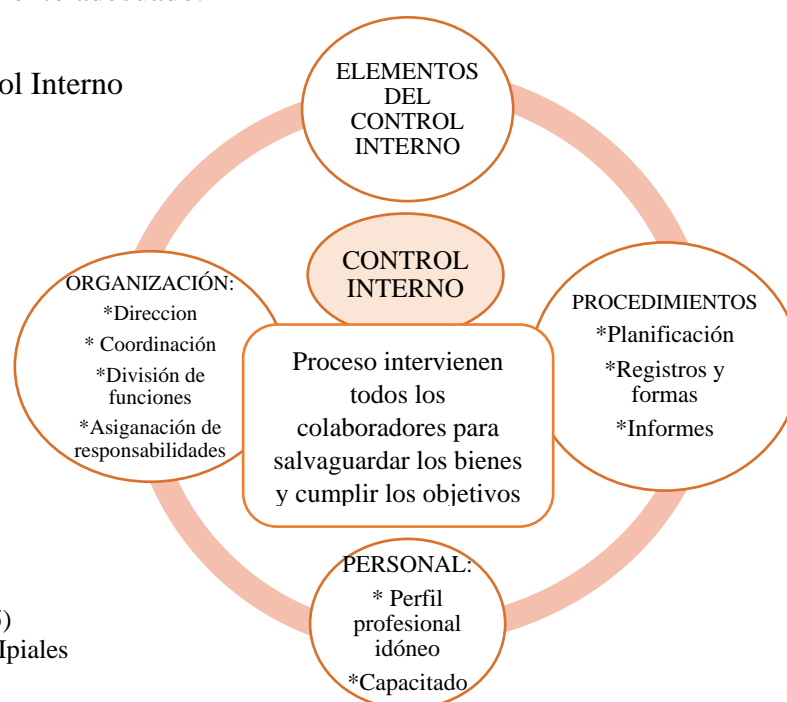 ol Interno
ELEMENTOS
DEL
CONTROL
INTERNO
CONTROL
INTERNO
ORGANIZACIÓN:
*Direccion
* Coordinación
*División de
funciones
*Asiganación de
responsabilidades
Proceso intervienen
todos los
colaboradores para
salvaguardar los bienes
y cumplir los objetivos
PROCEDIMIENTOS
*Planificación
*Registros y
formas
*Informes
PERSONAL:
* Perfil
profesional
idóneo
*Capacitado
)
Ipiales